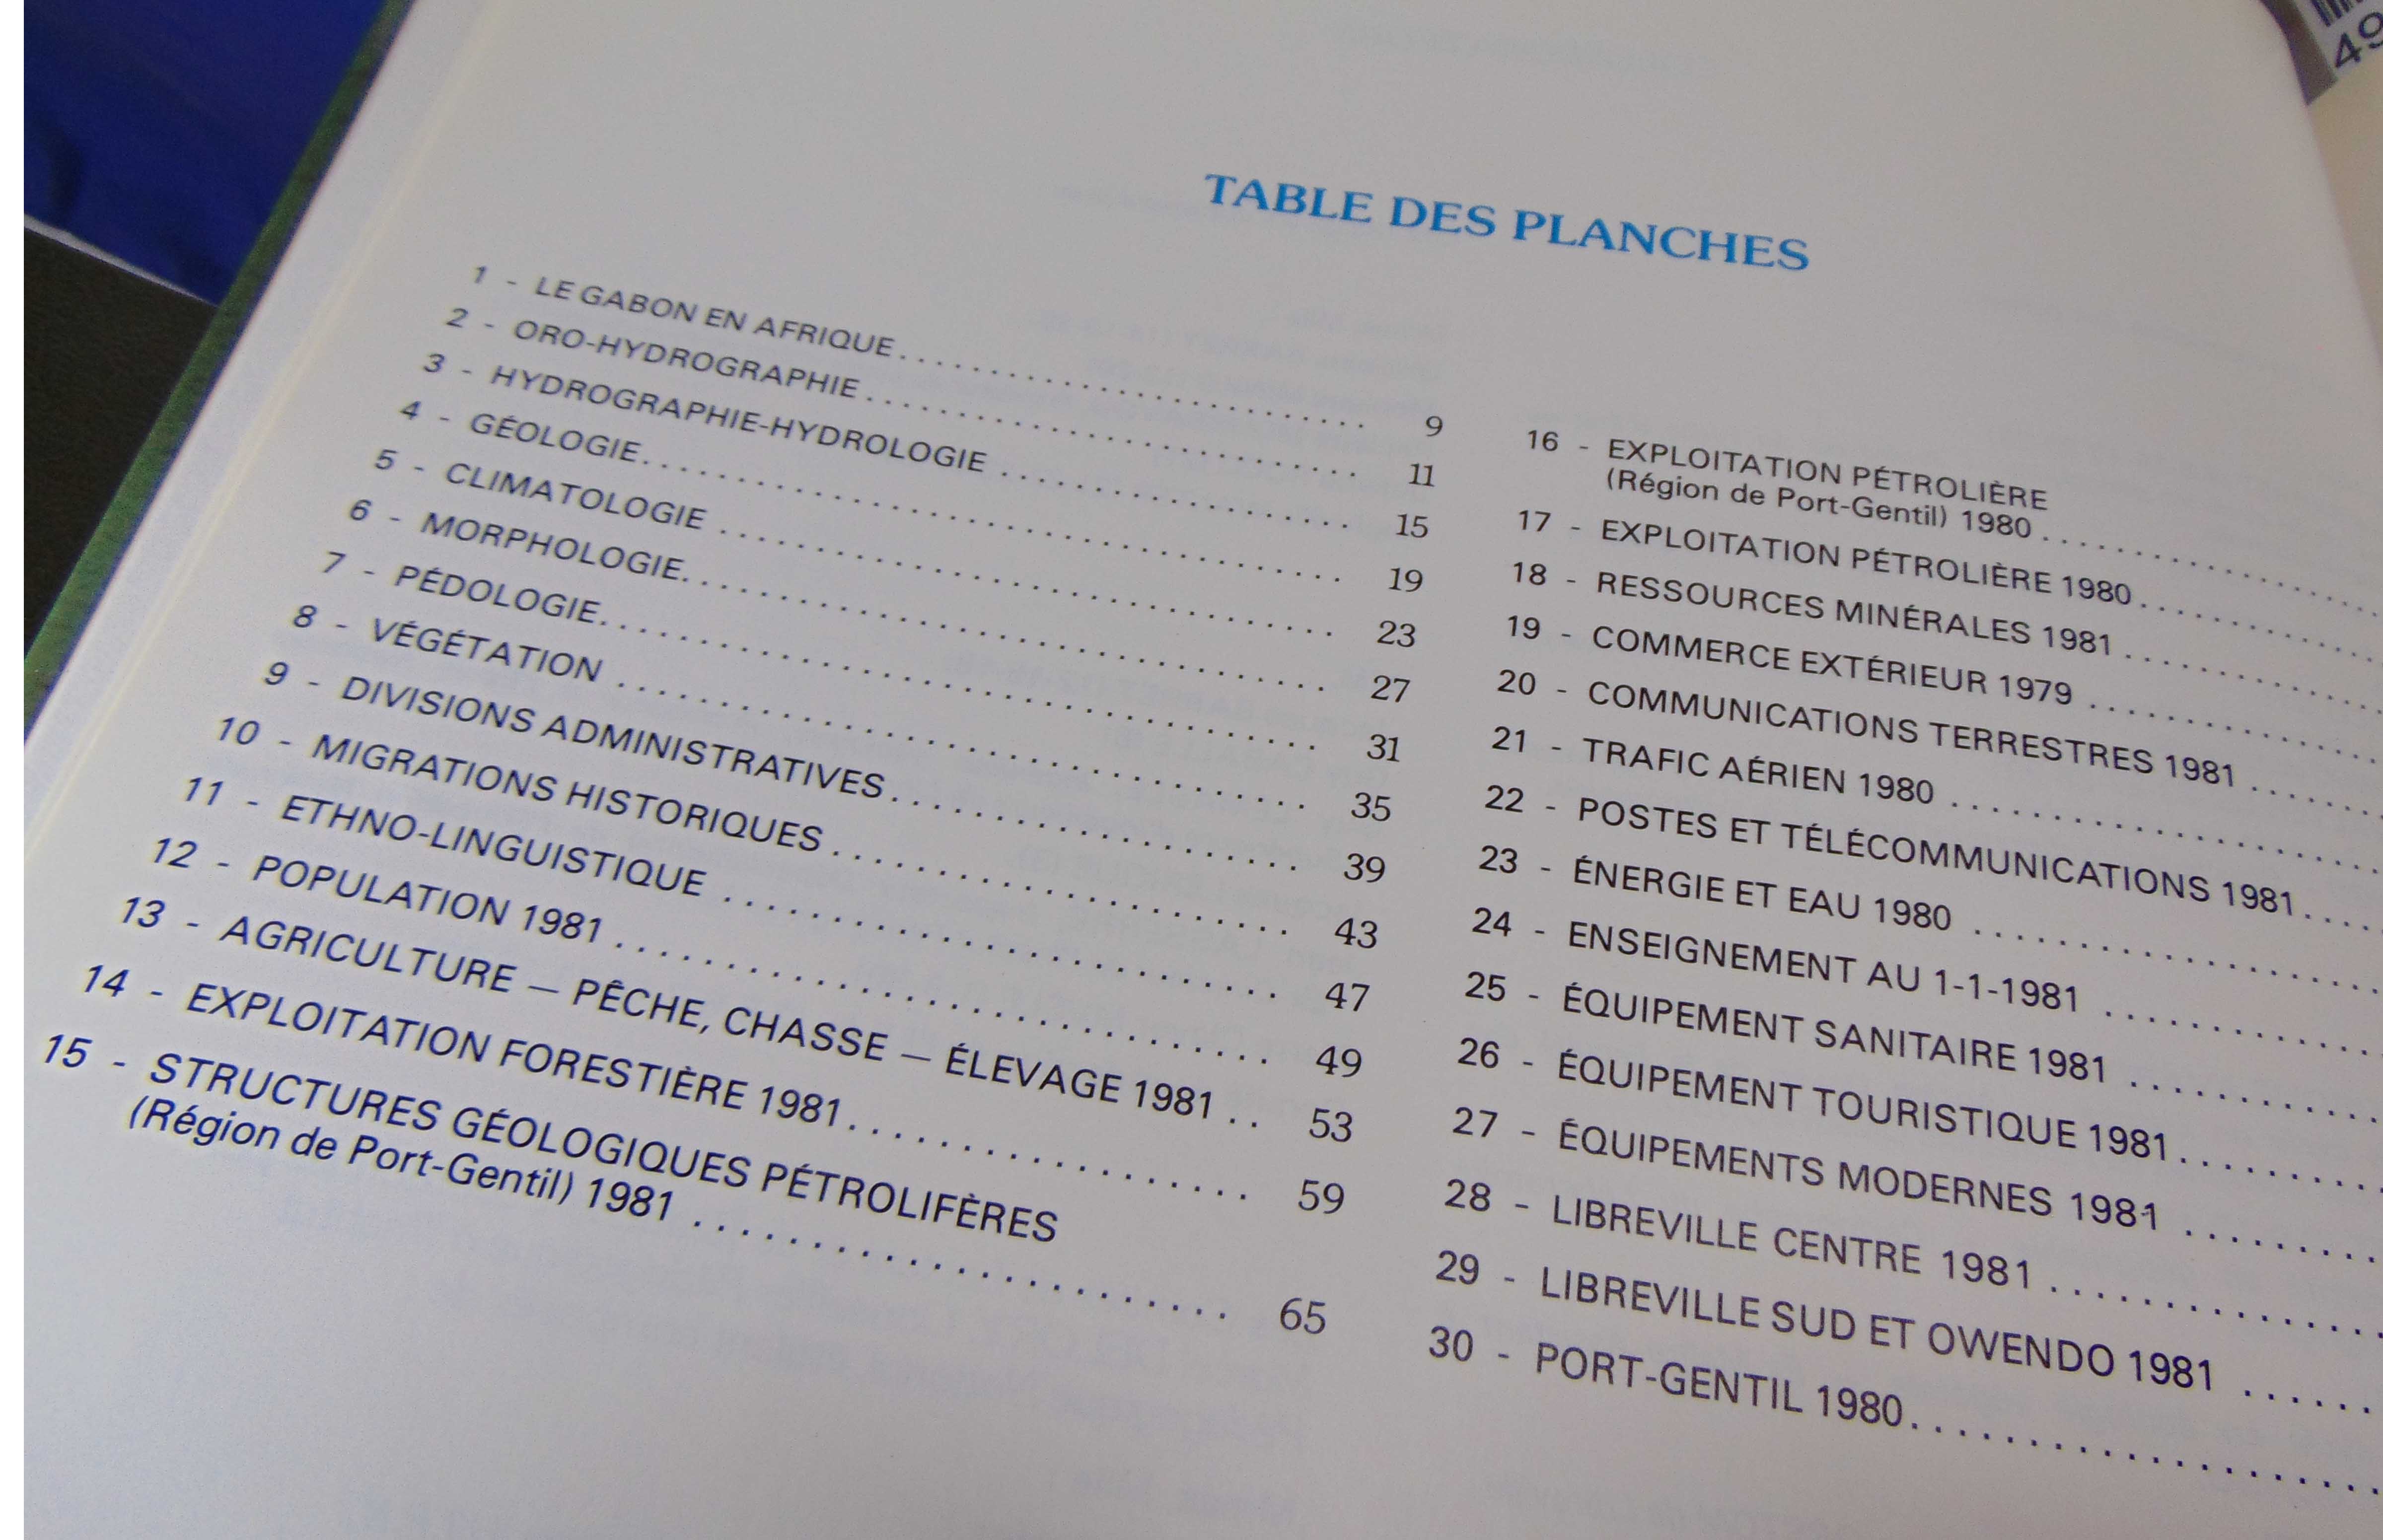 49
TABLE DES PLANCHES
1 - LE GABON EN AFRIQUE........................ 9
2 - ORO-HYDROGRAPHIE........................ 11
3 - HYDROGRAPHIE-HYDROLOGIE.................. 15
4 - GÉOLOGIE................................ 19
5 - CLIMATOLOGIE............................ 23
6 - MORPHOLOGIE............................. 27
7 - PÉDOLOGIE............................... 31
8 - VÉGÉTATION.............................. 35
9 - DIVISIONS ADMINISTRATIVES............... 39
10 - MIGRATIONS HISTORIQUES................. 43
11 - ETHNO-LINGUISTIQUE..................... 47
12 - POPULATION 1981........................ 49
13 - AGRICULTURE — PÊCHE, CHASSE — ÉLEVAGE 1981.. 53
14 - EXPLOITATION FORESTIÈRE 1981................. 59
15 - STRUCTURES GÉOLOGIQUES PÉTROLIFÈRES
(Région de Port-Gentil) 1981....................... 65
16 - EXPLOITATION PÉTROLIÈRE
(Région de Port-Gentil) 1980...............
17 - EXPLOITATION PÉTROLIÈRE 1980...........
18 - RESSOURCES MINÉRALES 1981............
19 - COMMERCE EXTÉRIEUR 1979.............
20 - COMMUNICATIONS TERRESTRES 1981......
21 - TRAFIC AÉRIEN 1980..................
22 - POSTES ET TÉLÉCOMMUNICATIONS 1981....
23 - ÉNERGIE ET EAU 1980.................
24 - ENSEIGNEMENT AU 1-1-1981............
25 - ÉQUIPEMENT SANITAIRE 1981...........
26 - ÉQUIPEMENT TOURISTIQUE 1981.........
27 - ÉQUIPEMENTS MODERNES 1981........
28 - LIBREVILLE CENTRE 1981..............
29 - LIBREVILLE SUD ET OWENDO 1981......
30 - PORT-GENTIL 1980....................